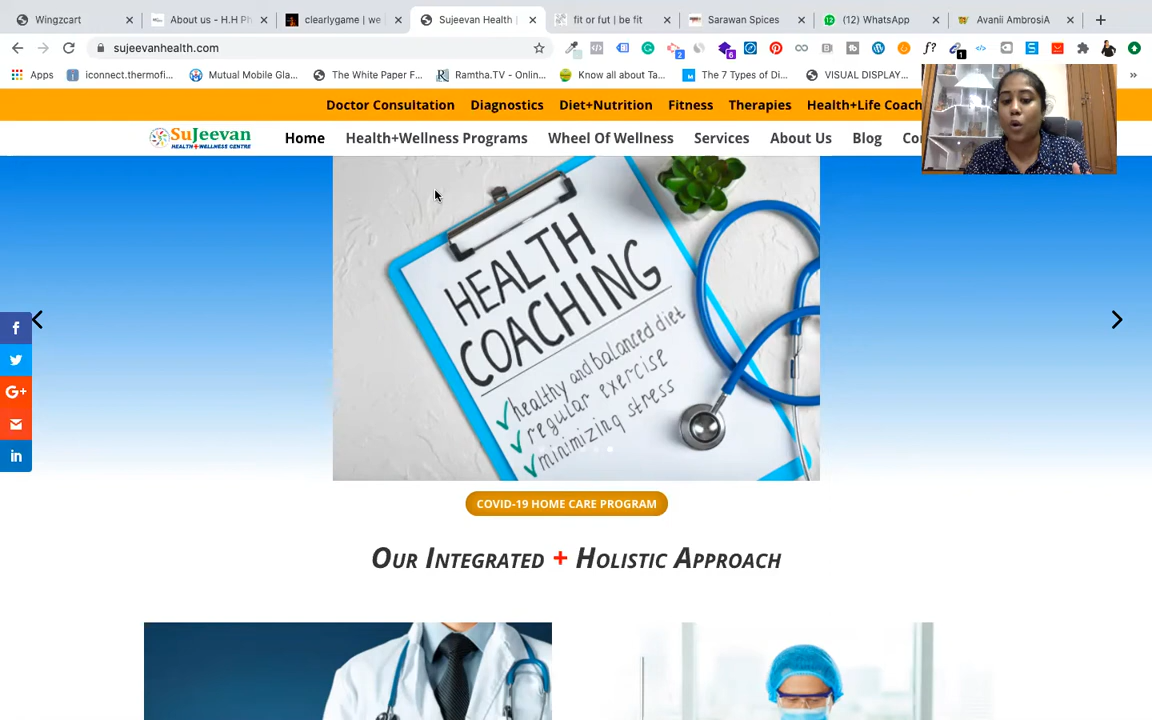 Wingzcart
About us - H.H Ph
clearlygame | we
Sujeevan Health |
fit or fut | be fit
Sarawan Spices
(12) WhatsApp
Avanii AmbrosiA
sujeevanhealth.com
Apps
iconnect.thermofi...
Mutual Mobile Gla...
The White Paper F...
Ramtha.TV - Onlin...
Know all about Ta...
The 7 Types of Di...
VISUAL DISPLAY...
Doctor Consultation
Diagnostics
Diet+Nutrition
Fitness
Therapies
Health+Life Coach
SuJeevan
HEALTH+WELLNESS CENTRE
Home
Health+Wellness Programs
Wheel Of Wellness
Services
About Us
Blog
Co
HEALTH
COACHING
healthy and balanced diet
regular exercise
minimizing stress
COVID-19 HOME CARE PROGRAM
Our Integrated + Holistic Approach